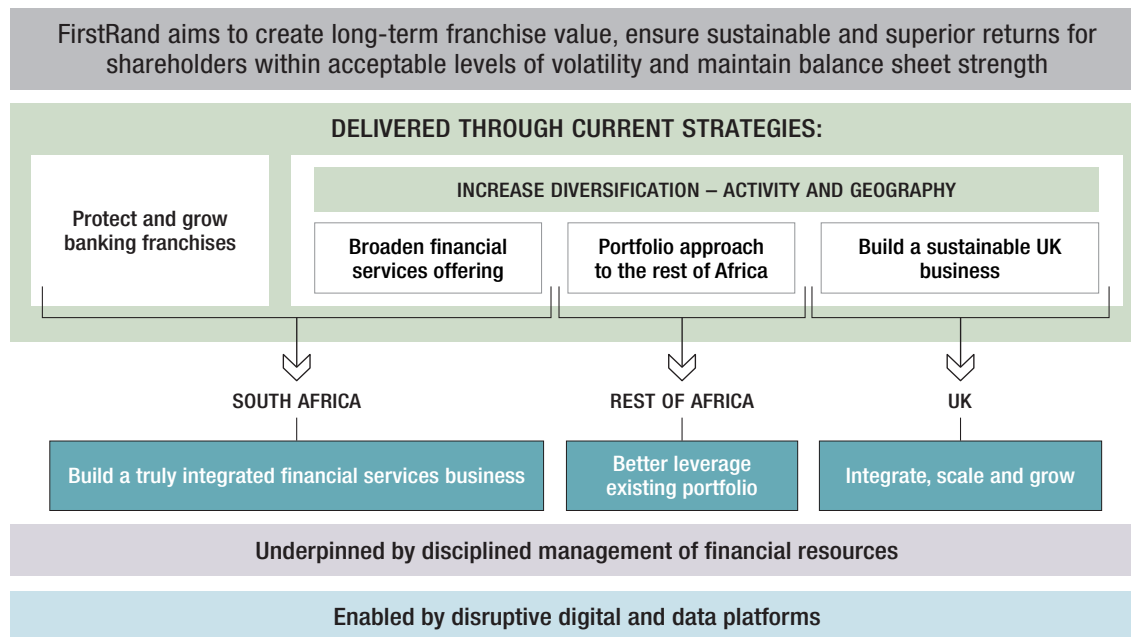 FirstRand aims to create long-term franchise value, ensure sustainable and superior returns for
shareholders within acceptable levels of volatility and maintain balance sheet strength
DELIVERED THROUGH CURRENT STRATEGIES:
Protect and grow
banking franchises
INCREASE DIVERSIFICATION – ACTIVITY AND GEOGRAPHY
Broaden financial
services offering
Portfolio approach
to the rest of Africa
Build a sustainable UK
business
SOUTH AFRICA
REST OF AFRICA
UK
Build a truly integrated financial services business
Better leverage
existing portfolio
Integrate, scale and grow
Underpinned by disciplined management of financial resources
Enabled by disruptive digital and data platforms